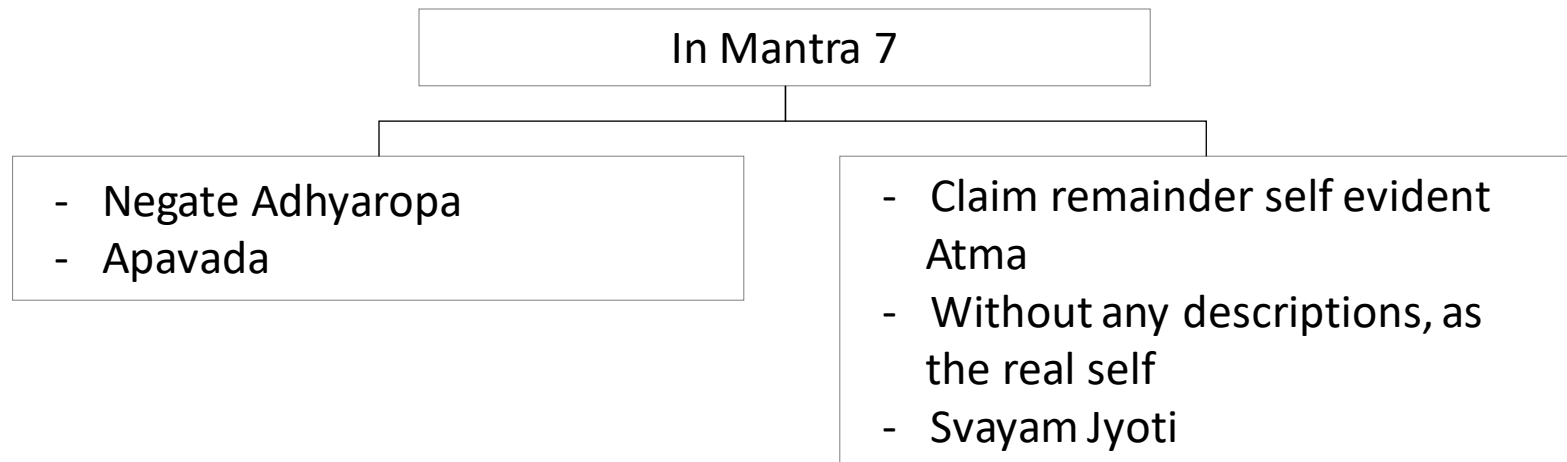 In Mantra 7
- Negate Adhyaropa
- Apavada
- Claim remainder self evident
Atma
- Without any descriptions, as
the real self
- Svayam Jyoti